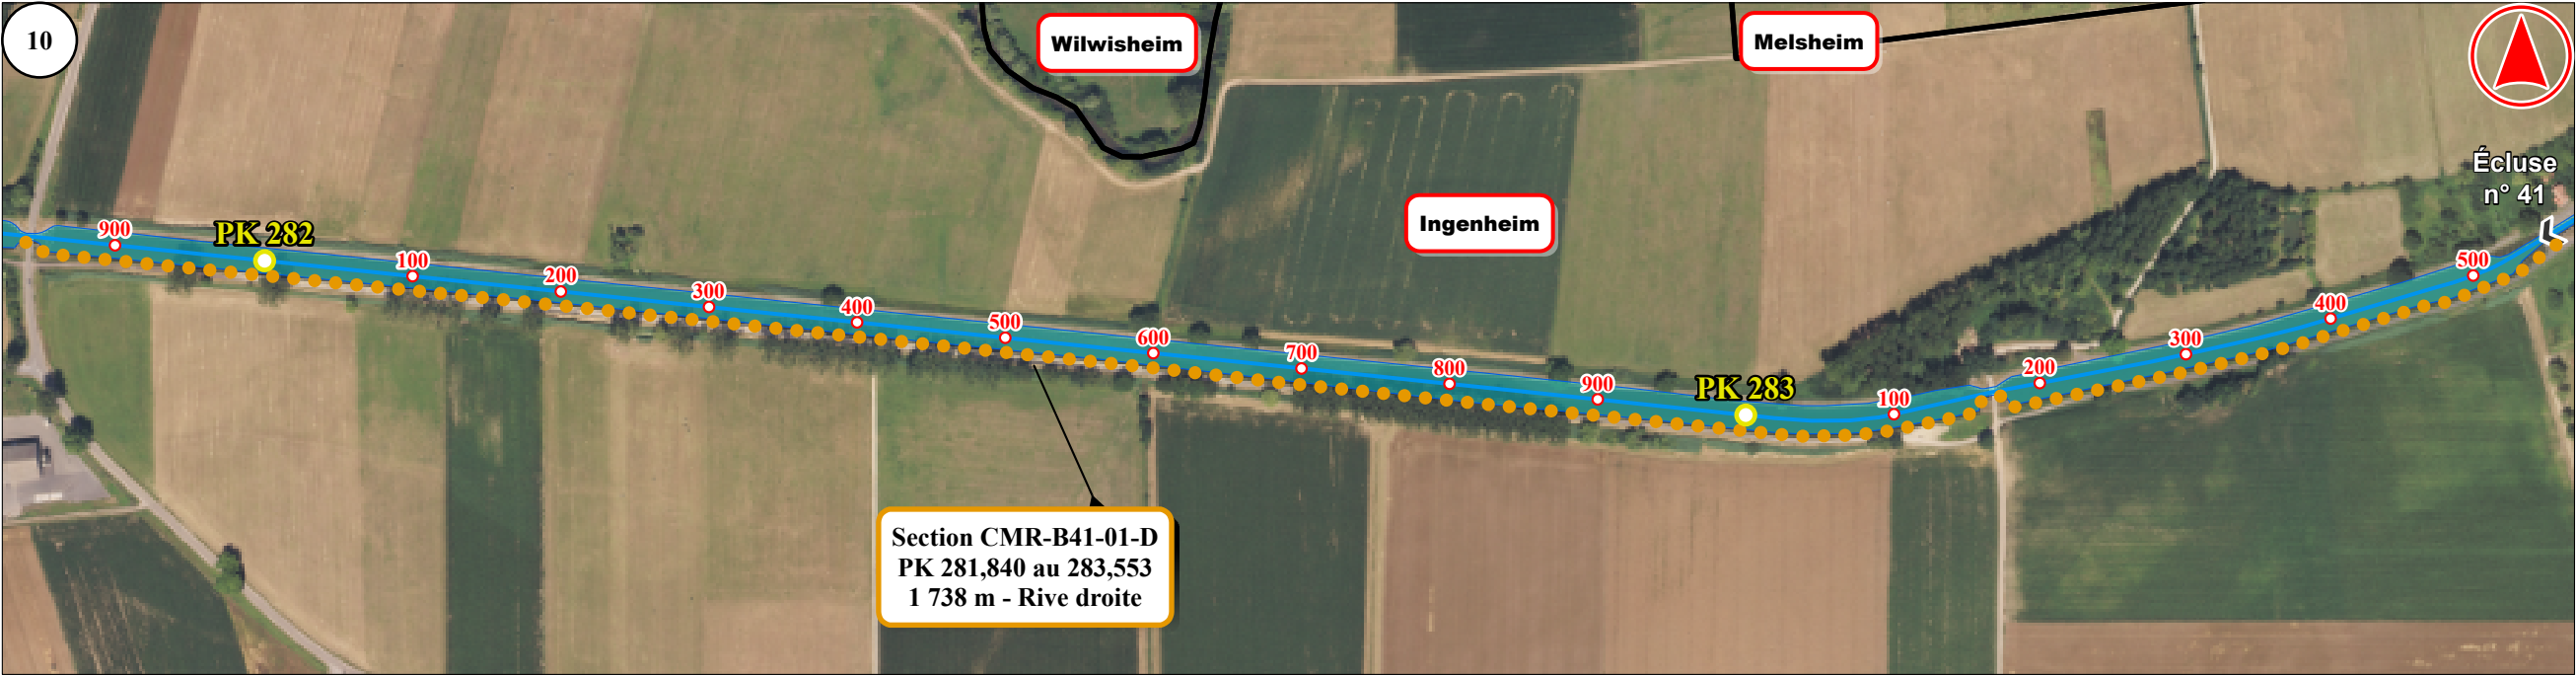 10
Wilwisheim
Melsheim
Écluse
n° 41
Ingenheim
900
PK 282
100
200
300
400
500
600
700
800
900
PK 283
100
200
300
400
500
Section CMR-B41-01-D
PK 281,840 au 283,553
1 738 m - Rive droite